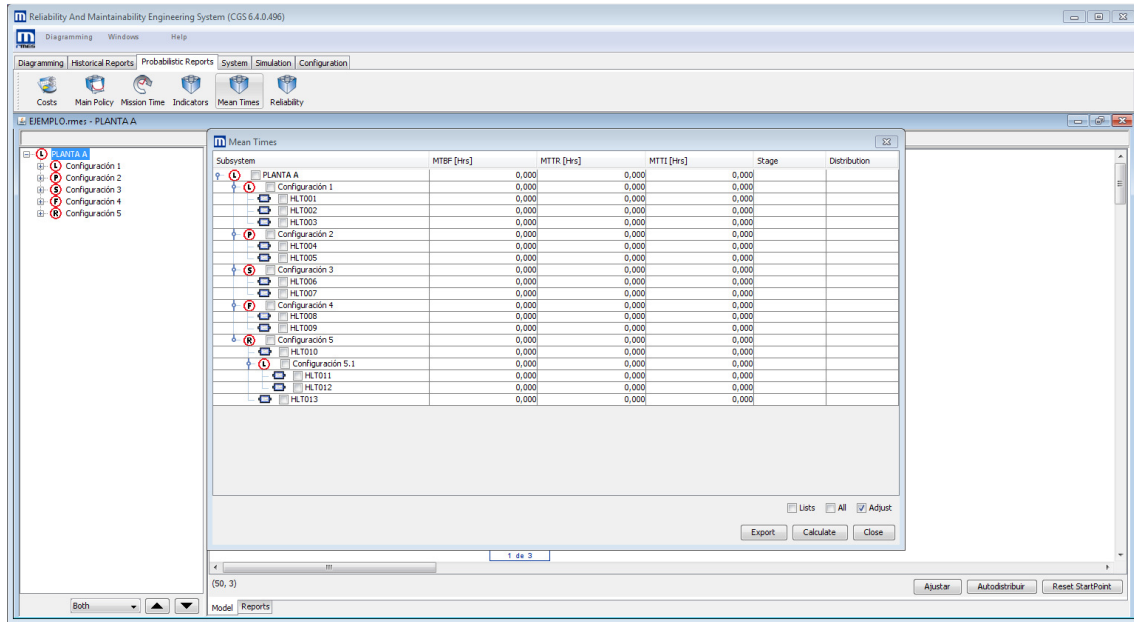 Reliability And Maintainability Engineering System (CGS 6.4.0.496)
m rmes Diagramming Windows Help
Diagramming Historical Reports Probabilistic Reports System Simulation Configuration
Costs Main Policy Mission Time Indicators Mean Times Reliability
EJEMPLO.rmes - PLANTA A
L PLANTA A
L Configuración 1
P Configuración 2
S Configuración 3
F Configuración 4
R Configuración 5
Mean Times
Subsystem MTBF [Hrs] MTTR [Hrs] MTTI [Hrs] Stage Distribution
L PLANTA A 0,000 0,000 0,000
L Configuración 1 0,000 0,000 0,000
HLT001 0,000 0,000 0,000
HLT002 0,000 0,000 0,000
HLT003 0,000 0,000 0,000
P Configuración 2 0,000 0,000 0,000
HLT004 0,000 0,000 0,000
HLT005 0,000 0,000 0,000
S Configuración 3 0,000 0,000 0,000
HLT006 0,000 0,000 0,000
HLT007 0,000 0,000 0,000
F Configuración 4 0,000 0,000 0,000
HLT008 0,000 0,000 0,000
HLT009 0,000 0,000 0,000
R Configuración 5 0,000 0,000 0,000
HLT010 0,000 0,000 0,000
L Configuración 5.1 0,000 0,000 0,000
HLT011 0,000 0,000 0,000
HLT012 0,000 0,000 0,000
HLT013 0,000 0,000 0,000
Lists All Adjust
Export Calculate Close
1 de 3
(50, 3) Ajustar Autodistribuir Reset StartPoint
Both Model Reports